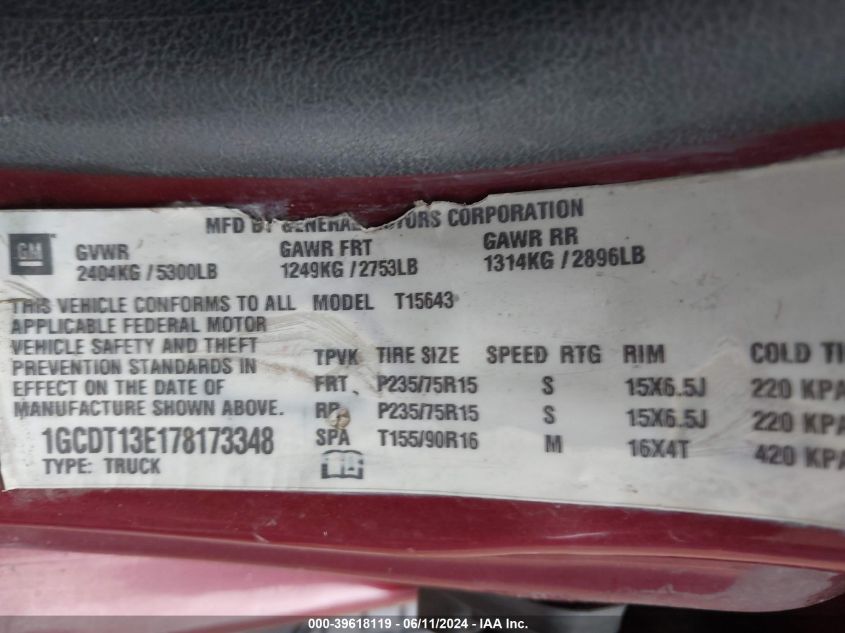 MFD BY GENERAL MOTORS CORPORATION
GM
GVWR GAWR FRT GAWR RR
2404KG / 5300LB 1249KG / 2753LB 1314KG / 2896LB
THIS VEHICLE CONFORMS TO ALL MODEL T15643
APPLICABLE FEDERAL MOTOR
VEHICLE SAFETY AND THEFT
PREVENTION STANDARDS IN
EFFECT ON THE DATE OF
MANUFACTURE SHOWN ABOVE.
1GCDT13E178173348
TYPE: TRUCK
TPVK TIRE SIZE SPEED RTG RIM COLD TI
FRT P235/75R15 S 15X6.5J 220 KPA
RR P235/75R15 S 15X6.5J 220 KPA
SPA T155/90R16 M 16X4T 420 KPA
000-39618119 - 06/11/2024 - IAA Inc.